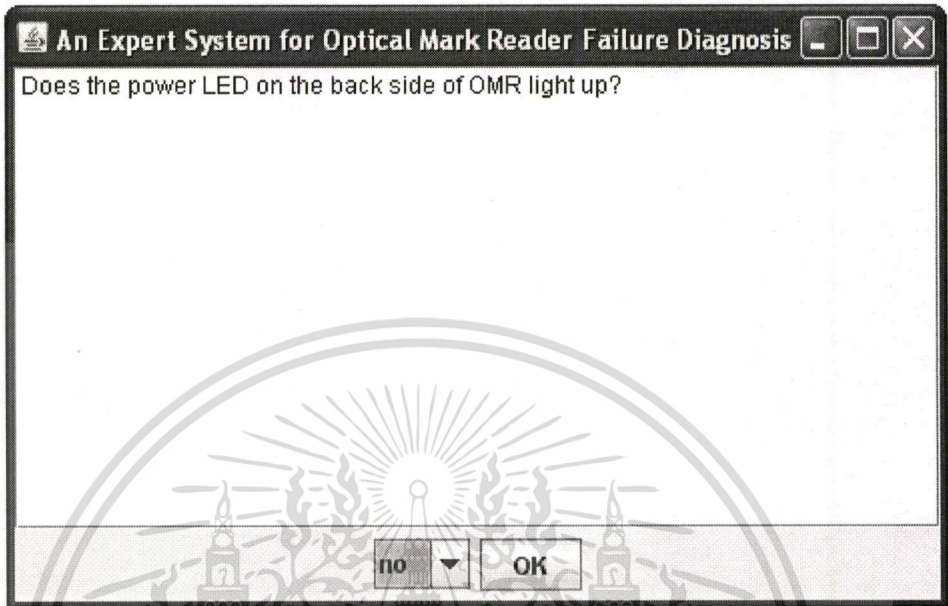 An Expert System for Optical Mark Reader Failure Diagnosis
Does the power LED on the back side of OMR light up?
no
OK